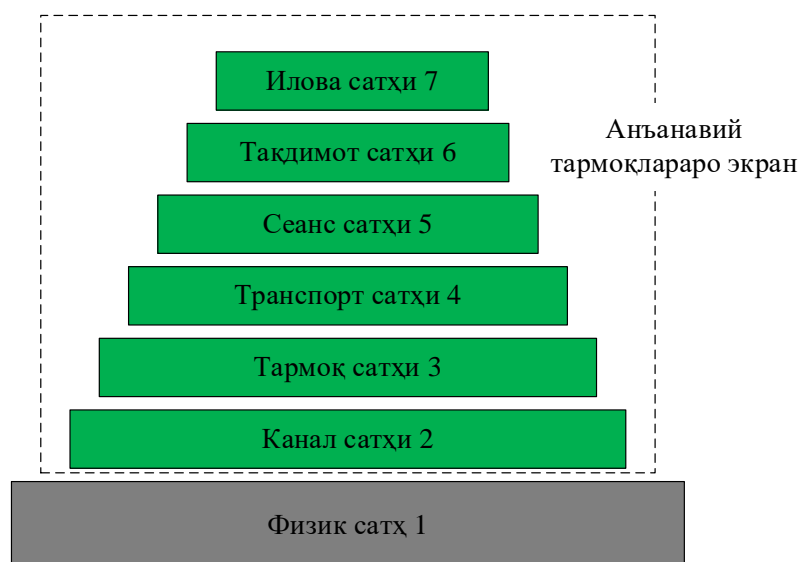 Илова сатҳи 7
Тақдимот сатҳи 6
Анъанавий
тармоқлараро экран
Сеанс сатҳи 5
Транспорт сатҳи 4
Тармоқ сатҳи 3
Канал сатҳи 2
Физик сатҳ 1